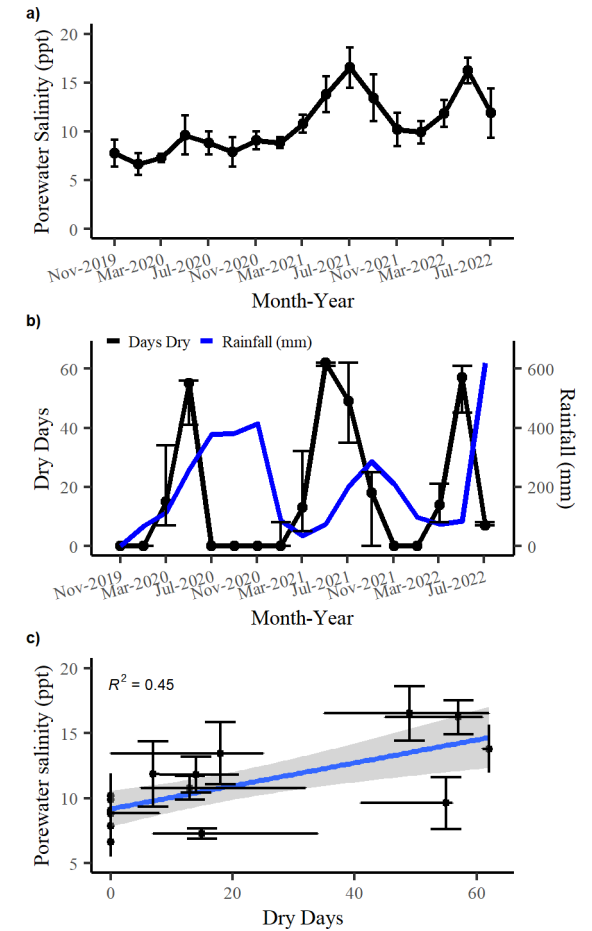 a)
Porewater Salinity (ppt)
20
15
10
5
0
Nov-2019
Mar-2020
Jul-2020
Nov-2020
Mar-2021
Jul-2021
Nov-2021
Mar-2022
Jul-2022
Month-Year
b)
Days Dry
Rainfall (mm)
Dry Days
60
40
20
0
600
400
200
0
Rainfall (mm)
Nov-2019
Mar-2020
Jul-2020
Nov-2020
Mar-2021
Jul-2021
Nov-2021
Mar-2022
Jul-2022
Month-Year
c)
Porewater salinity (ppt)
20
15
10
5
R² = 0.45
0
20
40
60
Dry Days